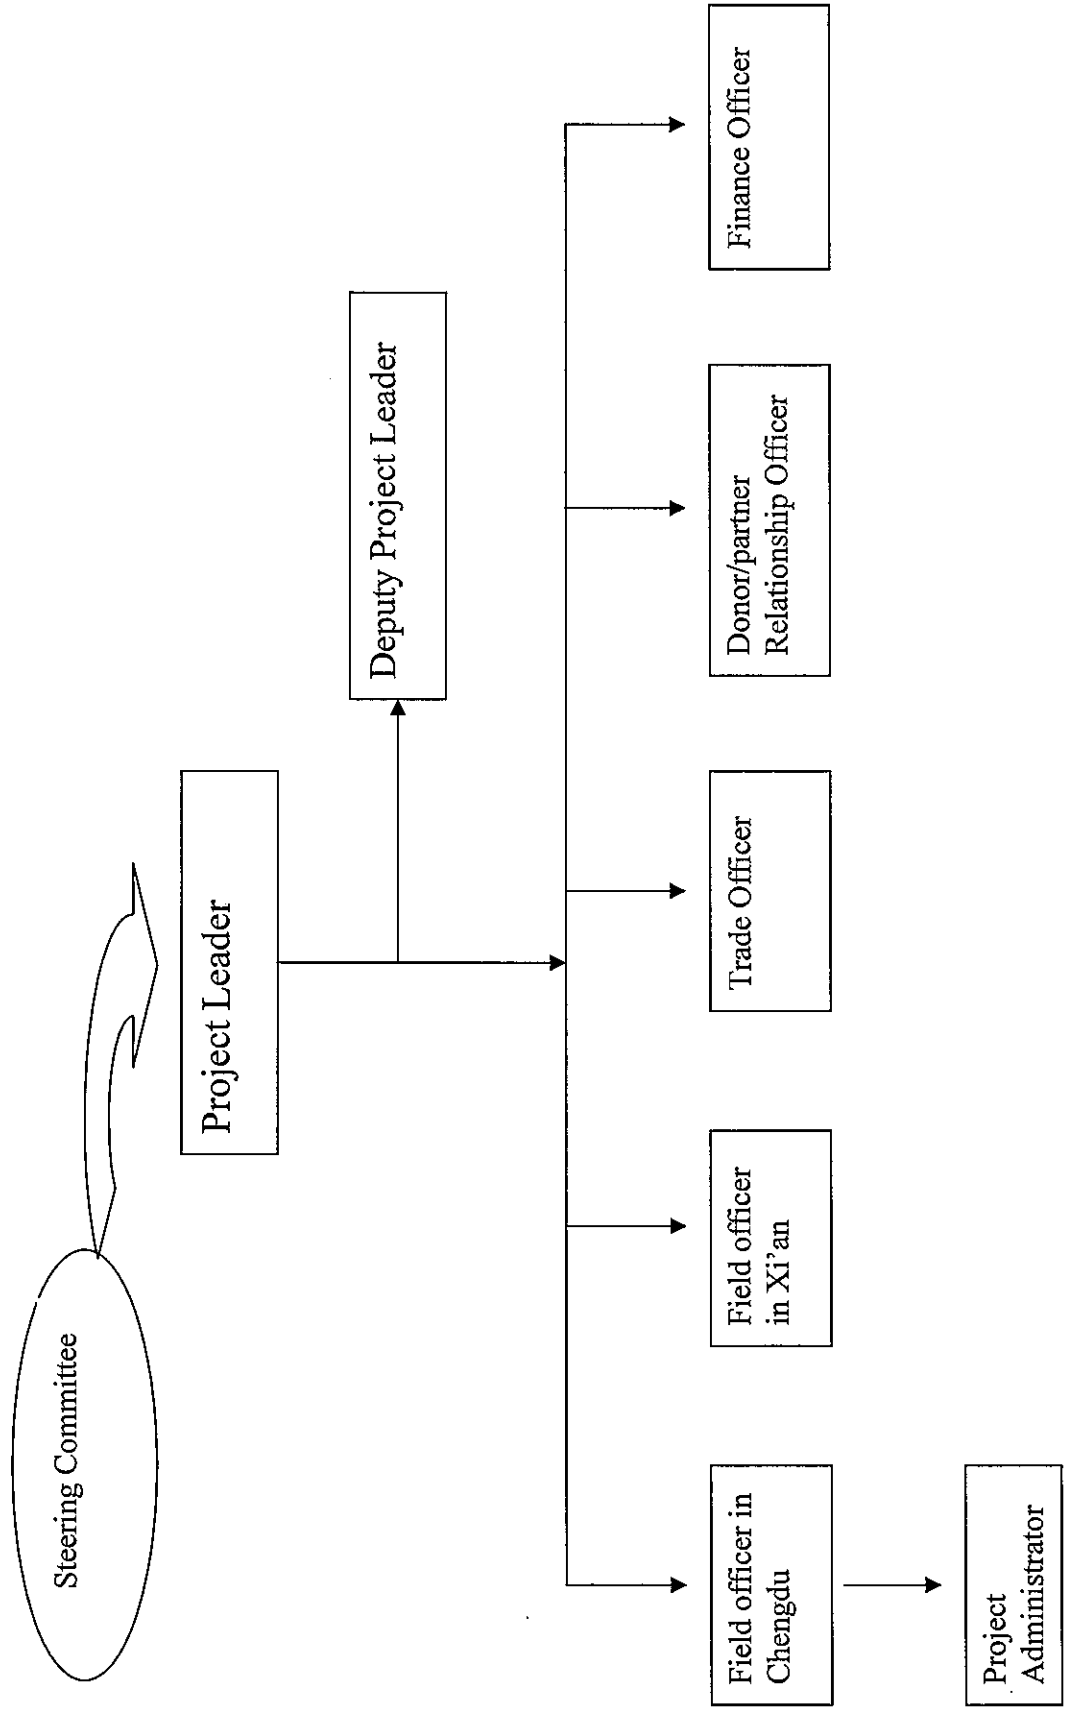 Steering Committee
Project Leader
Deputy Project Leader
Field officer in
Chengdu
Field officer
in Xi’an
Trade Officer
Donor/partner
Relationship Officer
Finance Officer
Project
Administrator